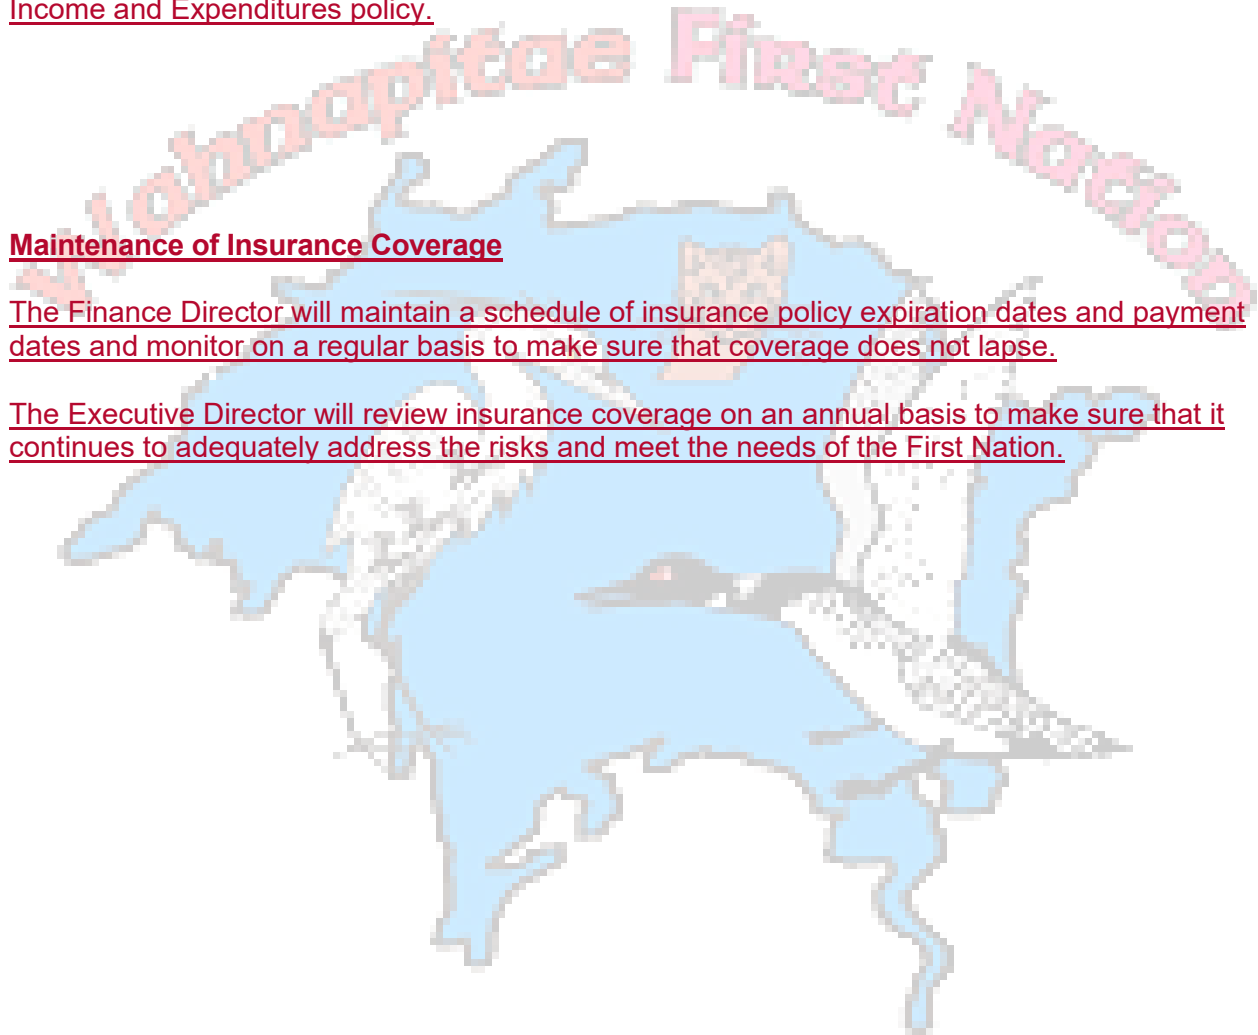 Income and Expenditures policy.
Wahnapitae First Nation
Maintenance of Insurance Coverage
The Finance Director will maintain a schedule of insurance policy expiration dates and payment
dates and monitor on a regular basis to make sure that coverage does not lapse.
The Executive Director will review insurance coverage on an annual basis to make sure that it
continues to adequately address the risks and meet the needs of the First Nation.